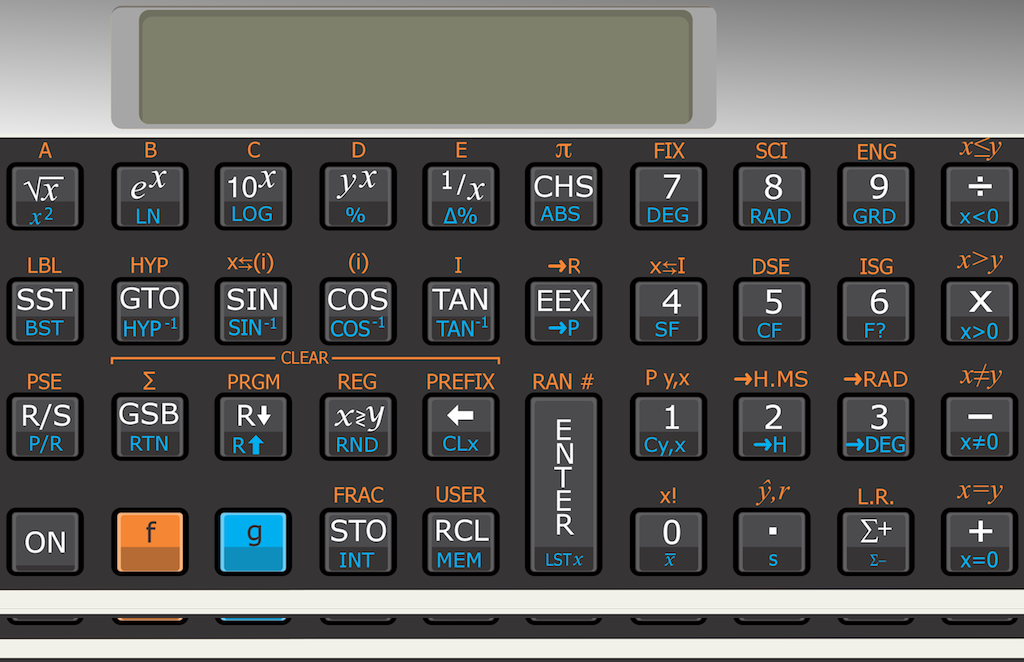 A B C D E π FIX SCI ENG x≤y
√x eˣ 10ˣ yˣ 1/x CHS 7 8 9 ÷
x² LN LOG % Δ% ABS DEG RAD GRD x<0
LBL HYP x⇆(i) (i) I ➔R x⇆I DSE ISG x>y
SST GTO SIN COS TAN EEX 4 5 6 x
BST HYP⁻¹ SIN⁻¹ COS⁻¹ TAN⁻¹ ➔P SF CF F? x>0
CLEAR
PSE Σ PRGM REG PREFIX RAN # P y,x ➔H.MS ➔RAD x≠y
R/S GSB R⬇ x≷y ⬅ ENTER 1 2 3 −
P/R RTN R⬆ RND CLx Cy,x ➔H ➔DEG x≠0
FRAC USER x! ŷ,r L.R. x=y
ON f g STO RCL 0 · Σ+ +
INT MEM LSTx x̅ s Σ− x=0